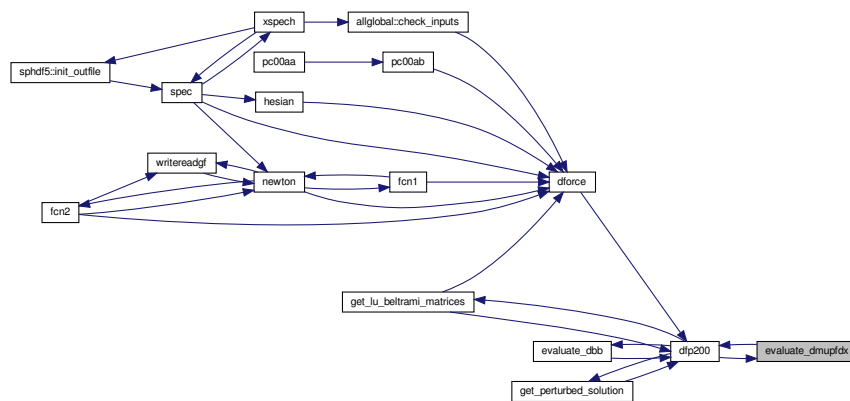 xspech
allglobal::check_inputs
sphdf5::init_outfile
pc00aa
pc00ab
spec
hesian
writereadgf
newton
fcn1
dforce
fcn2
get_lu_beltrami_matrices
evaluate_dbb
dfp200
evaluate_dmupfdx
get_perturbed_solution